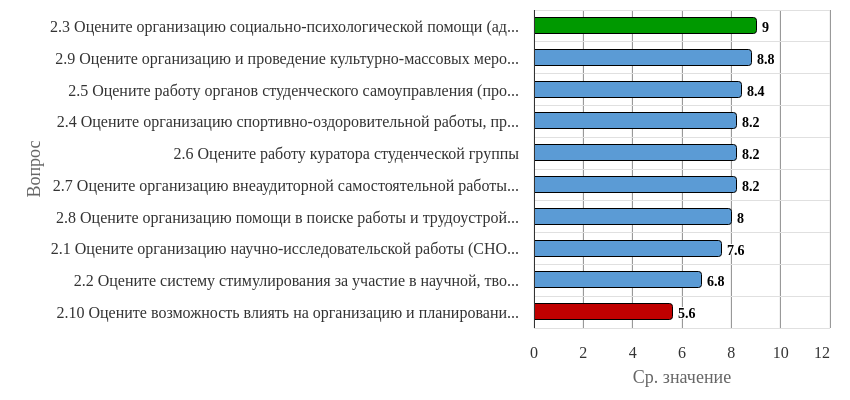 2.3 Оцените организацию социально-психологической помощи (ад... 9
2.9 Оцените организацию и проведение культурно-массовых меро... 8.8
2.5 Оцените работу органов студенческого самоуправления (про... 8.4
2.4 Оцените организацию спортивно-оздоровительной работы, пр... 8.2
2.6 Оцените работу куратора студенческой группы 8.2
2.7 Оцените организацию внеаудиторной самостоятельной работы... 8.2
2.8 Оцените организацию помощи в поиске работы и трудоустрой... 8
2.1 Оцените организацию научно-исследовательской работы (СНО... 7.6
2.2 Оцените систему стимулирования за участие в научной, тво... 6.8
2.10 Оцените возможность влиять на организацию и планировани... 5.6
Вопрос
0 2 4 6 8 10 12
Ср. значение